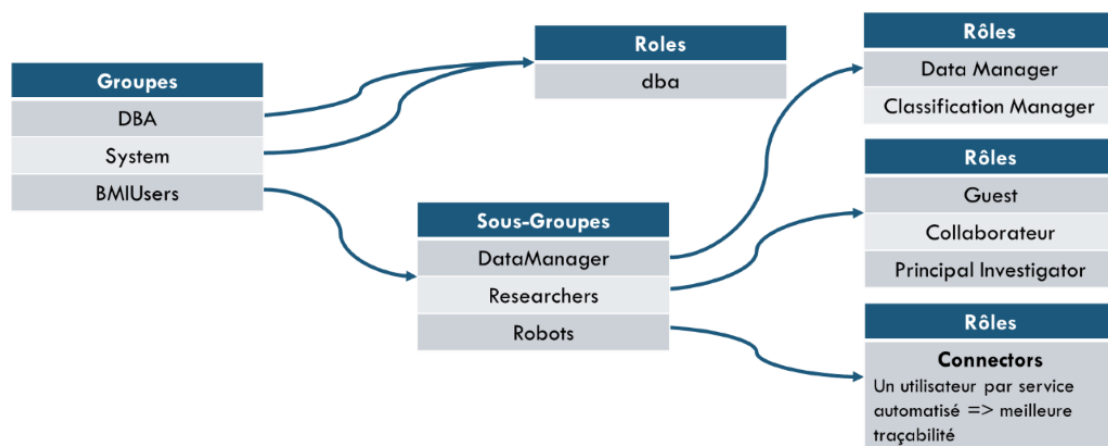 Groupes
DBA
System
BMIUsers
Roles
dba
Sous-Groupes
DataManager
Researchers
Robots
Rôles
Data Manager
Classification Manager
Rôles
Guest
Collaborateur
Principal Investigator
Rôles
Connectors
Un utilisateur par service
automatisé => meilleure
traçabilité